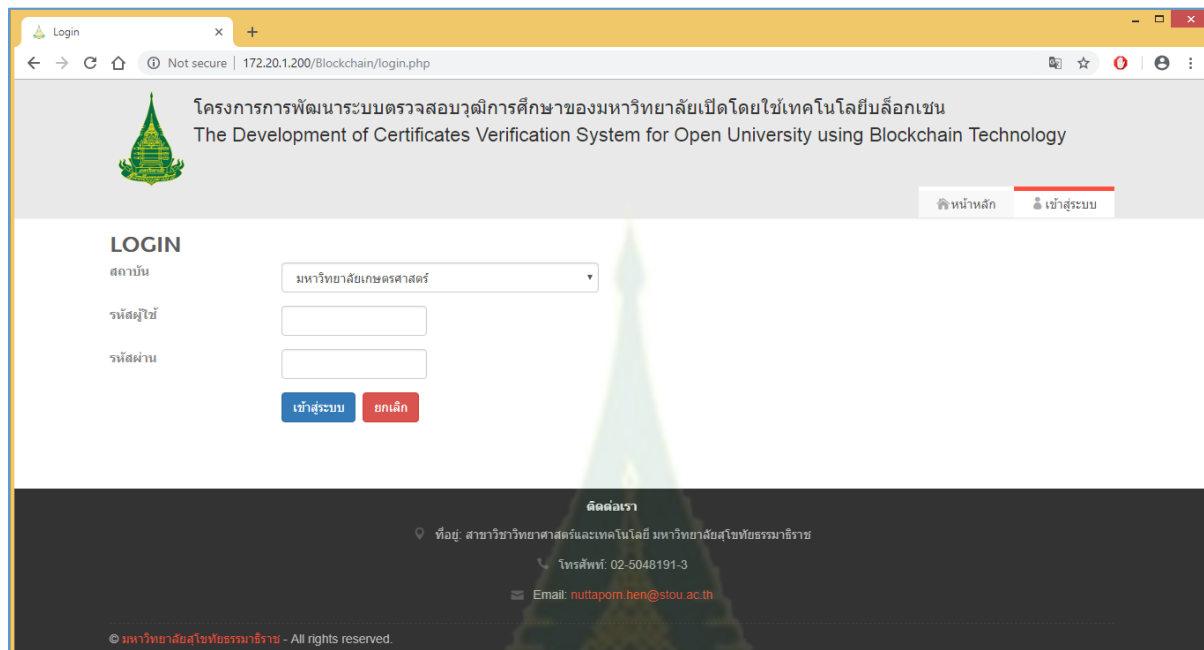 Login
Not secure | 172.20.1.200/Blockchain/login.php
โครงการการพัฒนาระบบตรวจสอบวุฒิการศึกษาของมหาวิทยาลัยเปิดโดยใช้เทคโนโลยีบล็อกเชน
The Development of Certificates Verification System for Open University using Blockchain Technology
หน้าหลัก เข้าสู่ระบบ
LOGIN
สถาบัน มหาวิทยาลัยเกษตรศาสตร์
รหัสผู้ใช้
รหัสผ่าน
เข้าสู่ระบบ ยกเลิก
ติดต่อเรา
ที่อยู่: สาขาวิชาวิทยาศาสตร์และเทคโนโลยี มหาวิทยาลัยสุโขทัยธรรมาธิราช
โทรศัพท์: 02-5048191-3
Email: nuttaporn.hen@stou.ac.th
© มหาวิทยาลัยสุโขทัยธรรมาธิราช - All rights reserved.